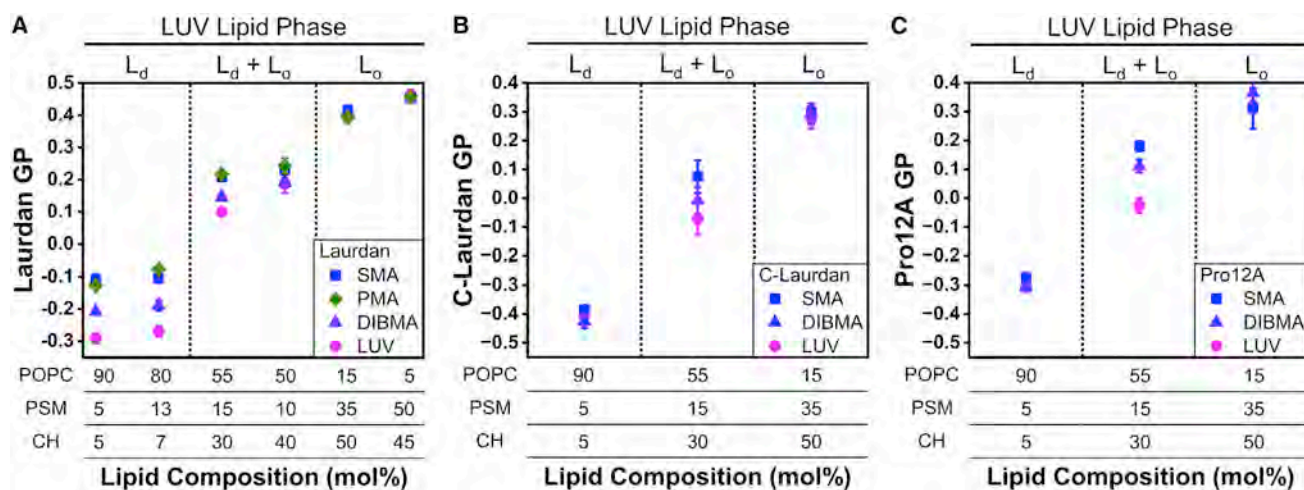 A
LUV Lipid Phase
Ld Ld + Lo Lo
Laurdan GP
0.5
0.4
0.3
0.2
0.1
0.0
−0.1
−0.2
−0.3
Laurdan
SMA
PMA
DIBMA
LUV
POPC 90 80 55 50 15 5
PSM 5 13 15 10 35 50
CH 5 7 30 40 50 45
Lipid Composition (mol%)
B
LUV Lipid Phase
Ld Ld + Lo Lo
C-Laurdan GP
0.4
0.3
0.2
0.1
0.0
−0.1
−0.2
−0.3
−0.4
−0.5
C-Laurdan
SMA
DIBMA
LUV
POPC 90 55 15
PSM 5 15 35
CH 5 30 50
Lipid Composition (mol%)
C
LUV Lipid Phase
Ld Ld + Lo Lo
Pro12A GP
0.4
0.3
0.2
0.1
0.0
−0.1
−0.2
−0.3
−0.4
−0.5
Pro12A
SMA
DIBMA
LUV
POPC 90 55 15
PSM 5 15 35
CH 5 30 50
Lipid Composition (mol%)